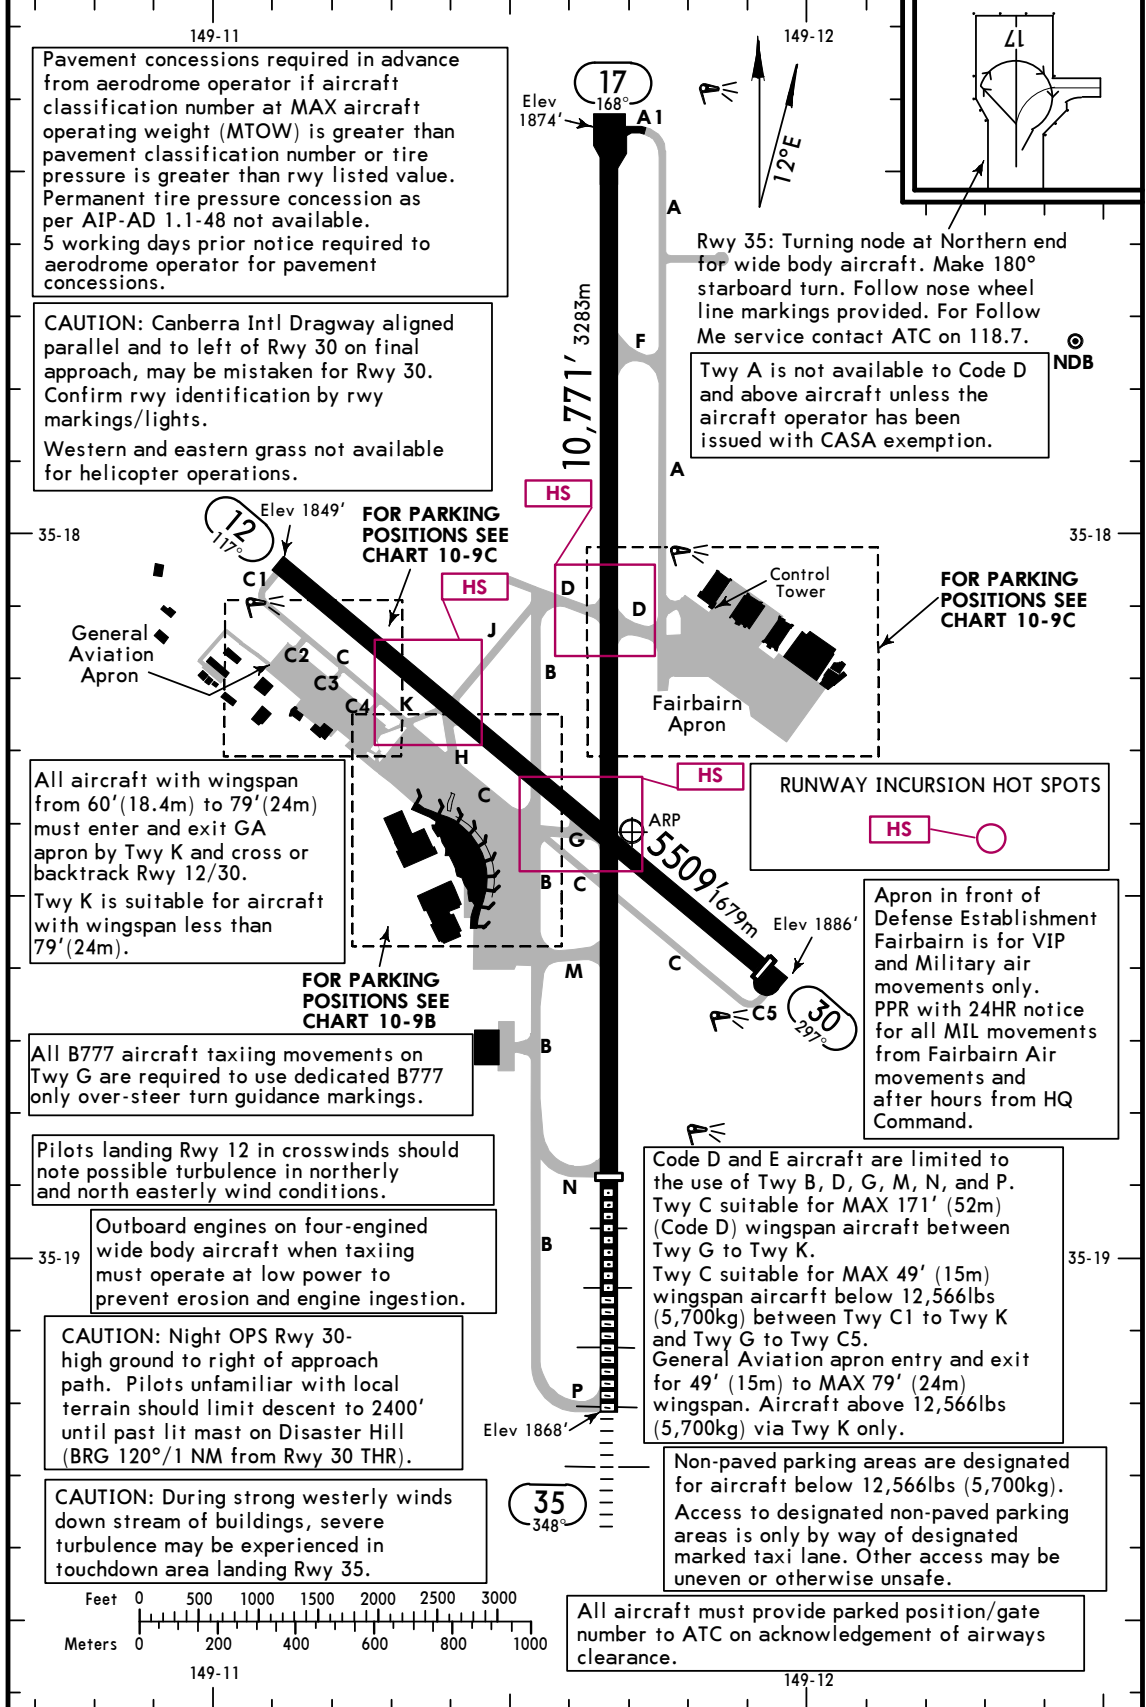 149-11
149-12
17
Pavement concessions required in advance
from aerodrome operator if aircraft
classification number at MAX aircraft
operating weight (MTOW) is greater than
pavement classification number or tire
pressure is greater than rwy listed value.
Permanent tire pressure concession as
per AIP-AD 1.1-48 not available.
5 working days prior notice required to
aerodrome operator for pavement
concessions.
17
168°
Elev
1874'
A1
12°E
A
Rwy 35: Turning node at Northern end
for wide body aircraft. Make 180°
starboard turn. Follow nose wheel
line markings provided. For Follow
Me service contact ATC on 118.7.
NDB
CAUTION: Canberra Intl Dragway aligned
parallel and to left of Rwy 30 on final
approach, may be mistaken for Rwy 30.
Confirm rwy identification by rwy
markings/lights.
Western and eastern grass not available
for helicopter operations.
10,771' 3283m
F
Twy A is not available to Code D
and above aircraft unless the
aircraft operator has been
issued with CASA exemption.
A
HS
12
117°
Elev 1849'
FOR PARKING
POSITIONS SEE
CHART 10-9C
35-18
35-18
C1
HS
D
D
Control
Tower
FOR PARKING
POSITIONS SEE
CHART 10-9C
General
Aviation
Apron
J
C2
C
C3
C4
K
B
Fairbairn
Apron
H
C
HS
RUNWAY INCURSION HOT SPOTS
HS
All aircraft with wingspan
from 60'(18.4m) to 79'(24m)
must enter and exit GA
apron by Twy K and cross or
backtrack Rwy 12/30.
Twy K is suitable for aircraft
with wingspan less than
79'(24m).
G
ARP
5509' 1679m
B
C
Elev 1886'
Apron in front of
Defense Establishment
Fairbairn is for VIP
and Military air
movements only.
PPR with 24HR notice
for all MIL movements
from Fairbairn Air
movements and
after hours from HQ
Command.
M
C
C5
30
297°
FOR PARKING
POSITIONS SEE
CHART 10-9B
All B777 aircraft taxiing movements on
Twy G are required to use dedicated B777
only over-steer turn guidance markings.
B
Pilots landing Rwy 12 in crosswinds should
note possible turbulence in northerly
and north easterly wind conditions.
N
Code D and E aircraft are limited to
the use of Twy B, D, G, M, N, and P.
Twy C suitable for MAX 171' (52m)
(Code D) wingspan aircraft between
Twy G to Twy K.
Twy C suitable for MAX 49' (15m)
wingspan aircarft below 12,566lbs
(5,700kg) between Twy C1 to Twy K
and Twy G to Twy C5.
General Aviation apron entry and exit
for 49' (15m) to MAX 79' (24m)
wingspan. Aircraft above 12,566lbs
(5,700kg) via Twy K only.
Outboard engines on four-engined
wide body aircraft when taxiing
must operate at low power to
prevent erosion and engine ingestion.
B
35-19
35-19
CAUTION: Night OPS Rwy 30-
high ground to right of approach
path. Pilots unfamiliar with local
terrain should limit descent to 2400'
until past lit mast on Disaster Hill
(BRG 120°/1 NM from Rwy 30 THR).
P
Elev 1868'
Non-paved parking areas are designated
for aircraft below 12,566lbs (5,700kg).
Access to designated non-paved parking
areas is only by way of designated
marked taxi lane. Other access may be
uneven or otherwise unsafe.
CAUTION: During strong westerly winds
down stream of buildings, severe
turbulence may be experienced in
touchdown area landing Rwy 35.
35
348°
Feet 0 500 1000 1500 2000 2500 3000
Meters 0 200 400 600 800 1000
All aircraft must provide parked position/gate
number to ATC on acknowledgement of airways
clearance.
149-11
149-12